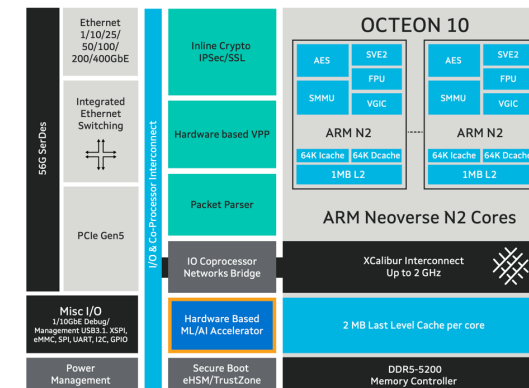 Ethernet
1/10/25/
50/100/
200/400GbE
Integrated
Ethernet
Switching
PCIe Gen5
56G SerDes
Misc I/O
1/10GbE Debug/
Management USB3.1. XSPI,
eMMC, SPI, UART, I2C, GPIO
Power
Management
I/O & Co-Processor Interconnect
Inline Crypto
IPSec/SSL
Hardware based VPP
Packet Parser
IO Coprocessor
Networks Bridge
Hardware Based
ML/AI Accelerator
Secure Boot
eHSM/TrustZone
OCTEON 10
AES
SVE2
FPU
SMMU
VGIC
ARM N2
64K Icache
64K Dcache
1MB L2
AES
SVE2
FPU
SMMU
VGIC
ARM N2
64K Icache
64K Dcache
1MB L2
ARM Neoverse N2 Cores
XCalibur Interconnect
Up to 2 GHz
2 MB Last Level Cache per core
DDR5-5200
Memory Controller